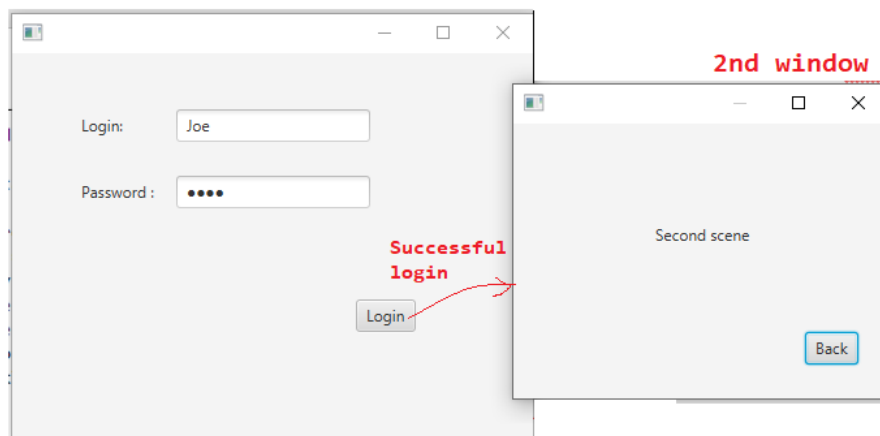 2nd window
Login:
Joe
Password :
Successful
login
Login
Second scene
Back